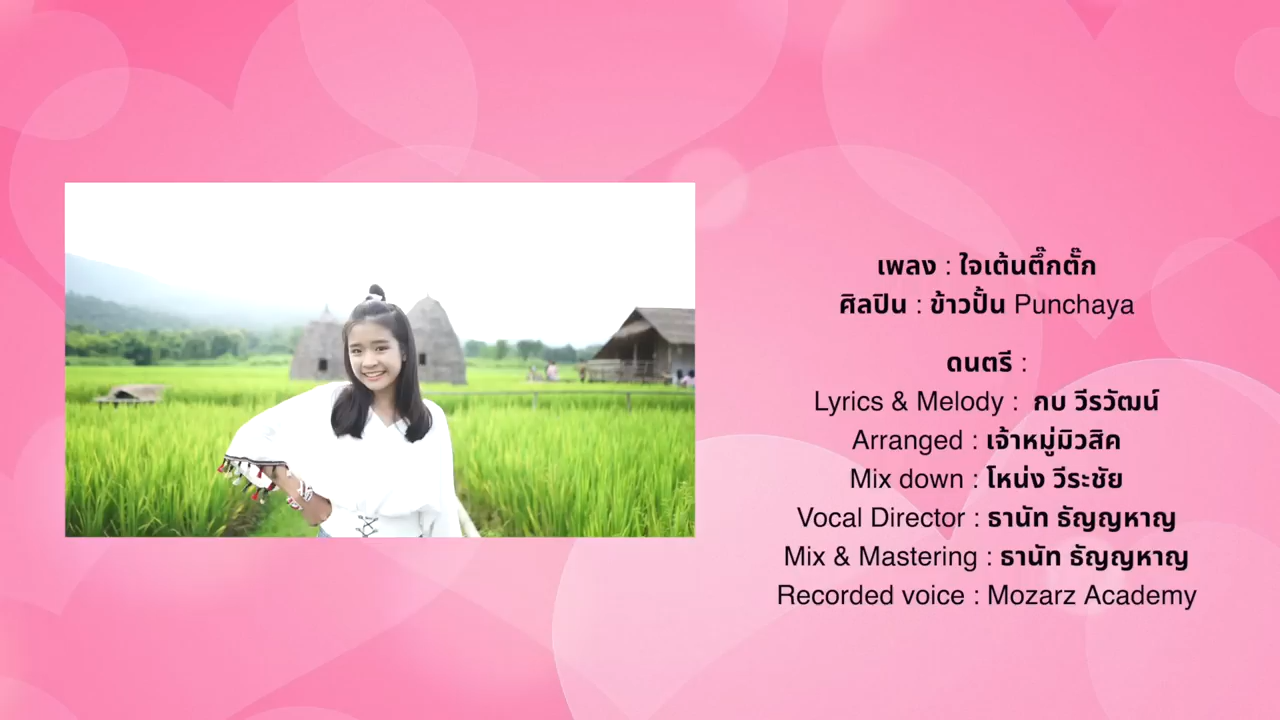 เพลง : ใจเต้นตึ๊กตั๊ก
ศิลปิน : ข้าวปั้น Punchaya
ดนตรี :
Lyrics & Melody : กบ วีรวัฒน์
Arranged : เจ้าหมู่มิวสิค
Mix down : โหน่ง วีระชัย
Vocal Director : ธานัท ธัญญหาญ
Mix & Mastering : ธานัท ธัญญหาญ
Recorded voice : Mozarz Academy